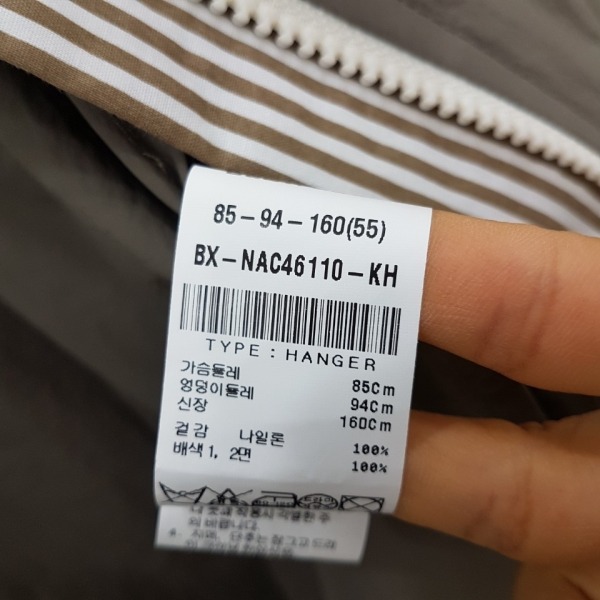 85-94-160(55)
BX-NAC46110-KH
TYPE : HANGER
가슴둘레 85Cm
엉덩이둘레 94Cm
신장 160Cm
겉감 나일론 100%
배색1, 2면 100%